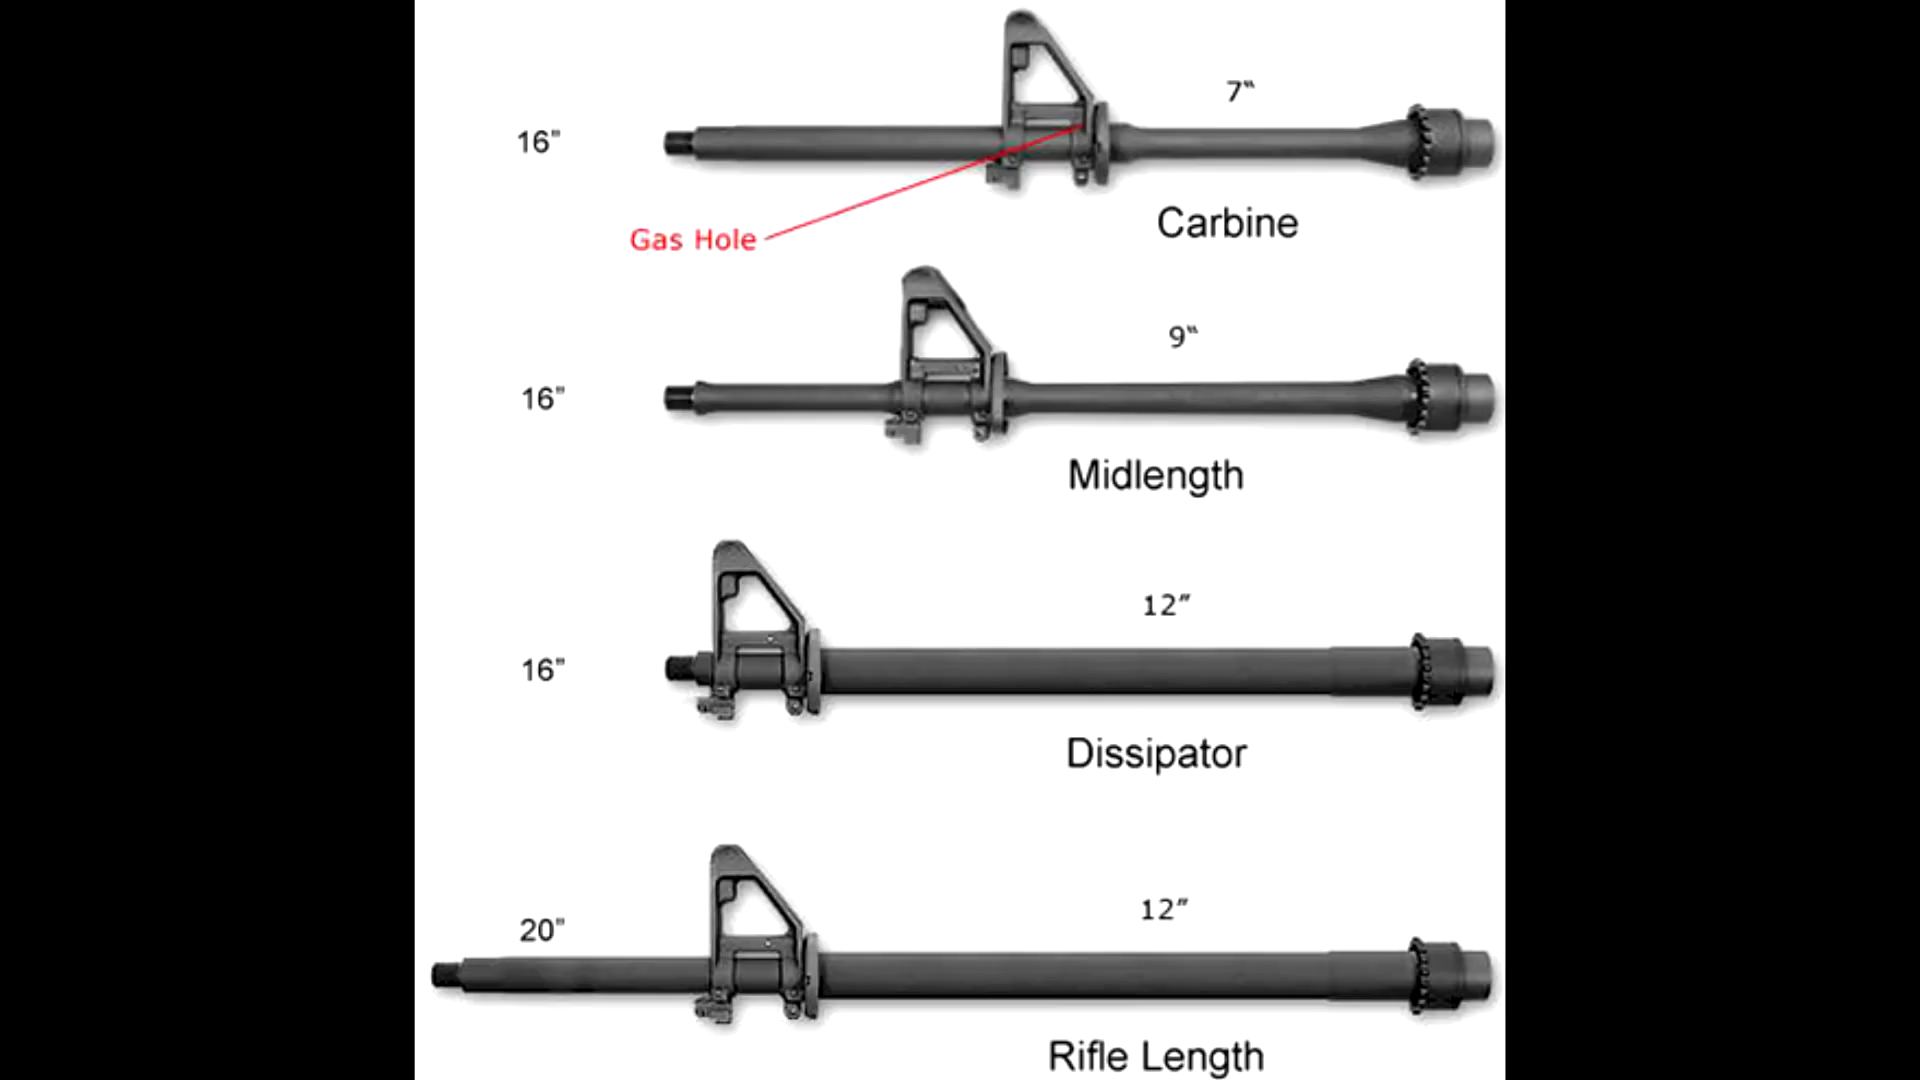 7"
16"
Gas Hole
Carbine
9"
16"
Midlength
12"
16"
Dissipator
12"
20"
Rifle Length